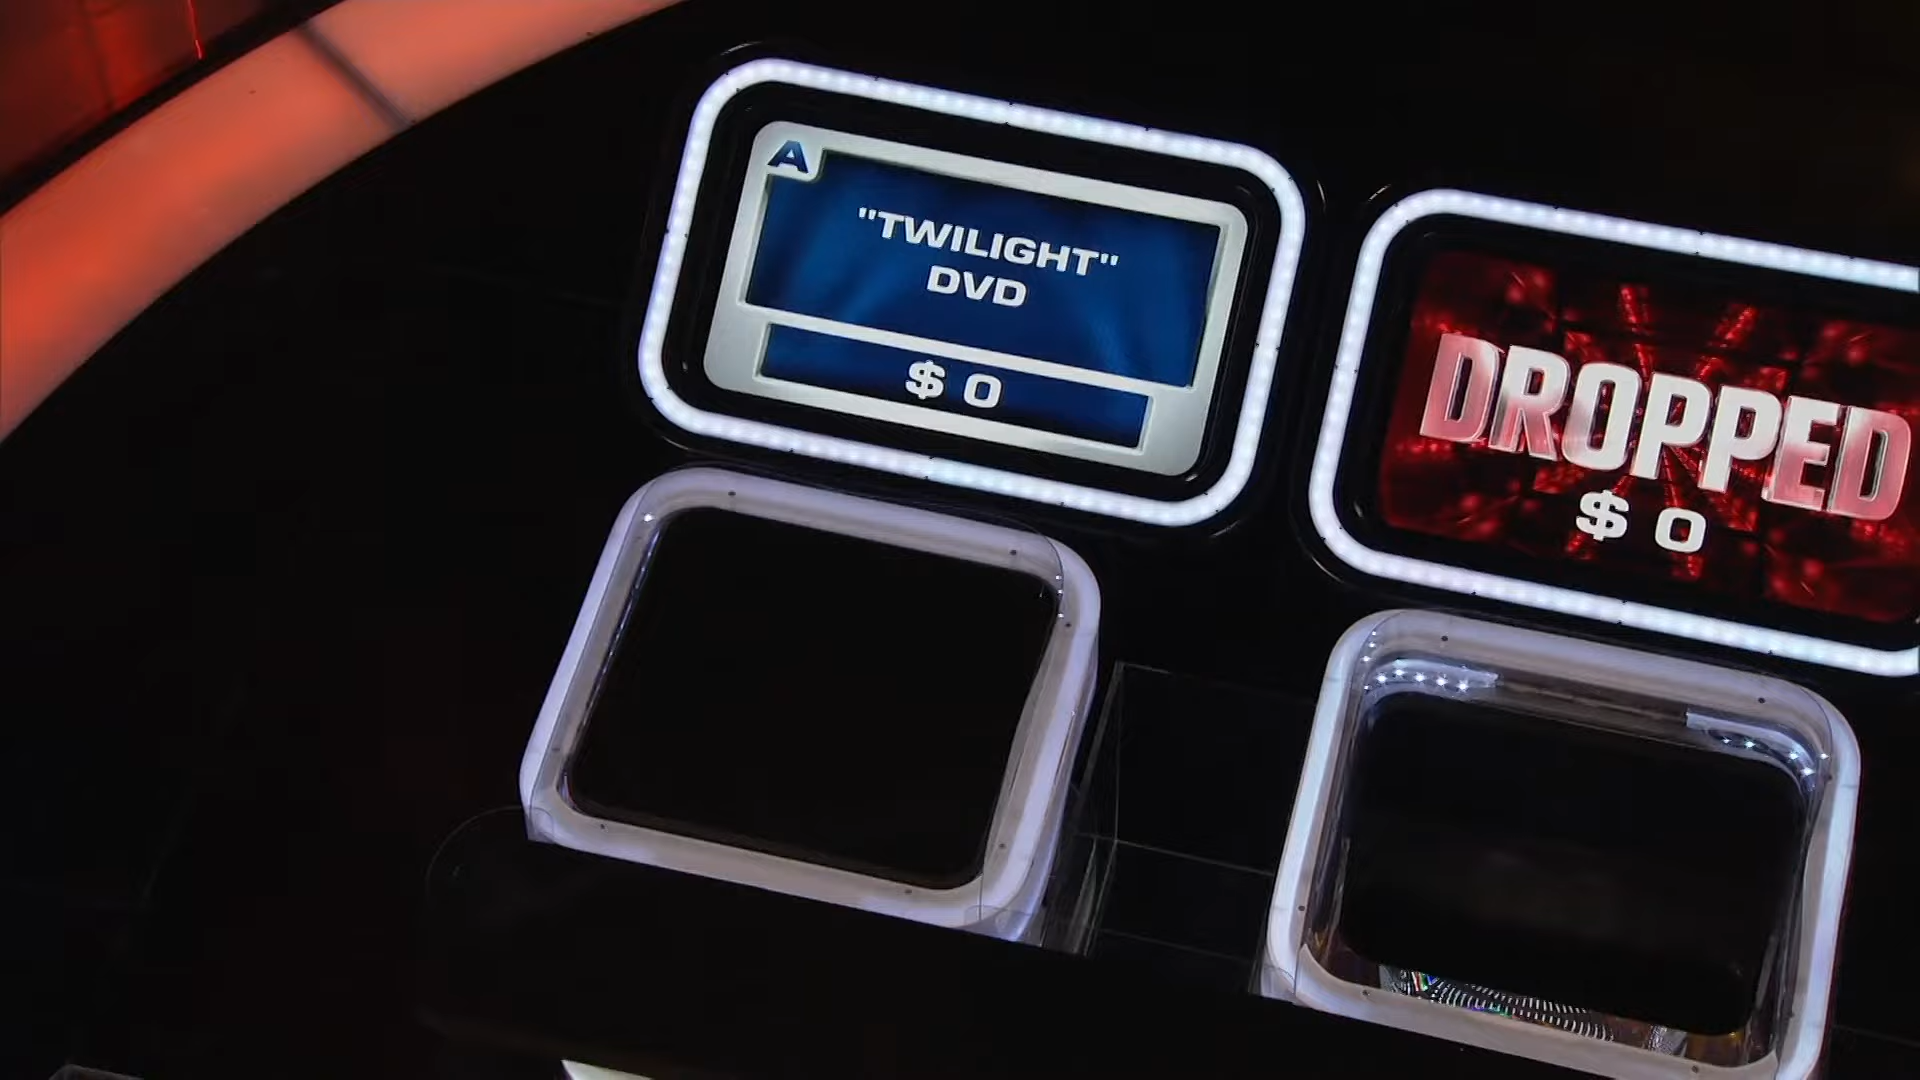 A
"TWILIGHT"
DVD
$ 0
DROPPED
$ 0